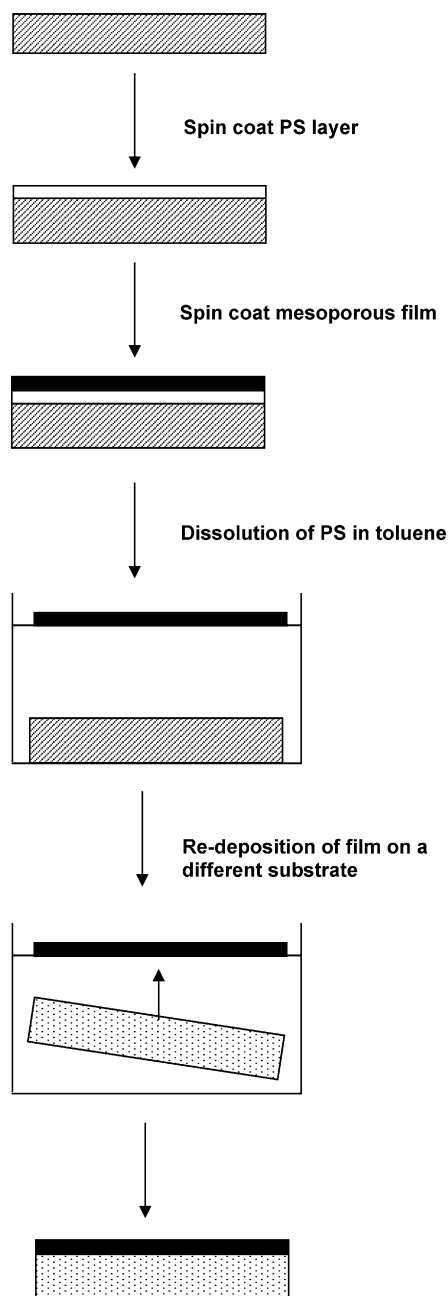 Spin coat PS layer
Spin coat mesoporous film
Dissolution of PS in toluene
Re-deposition of film on a
different substrate